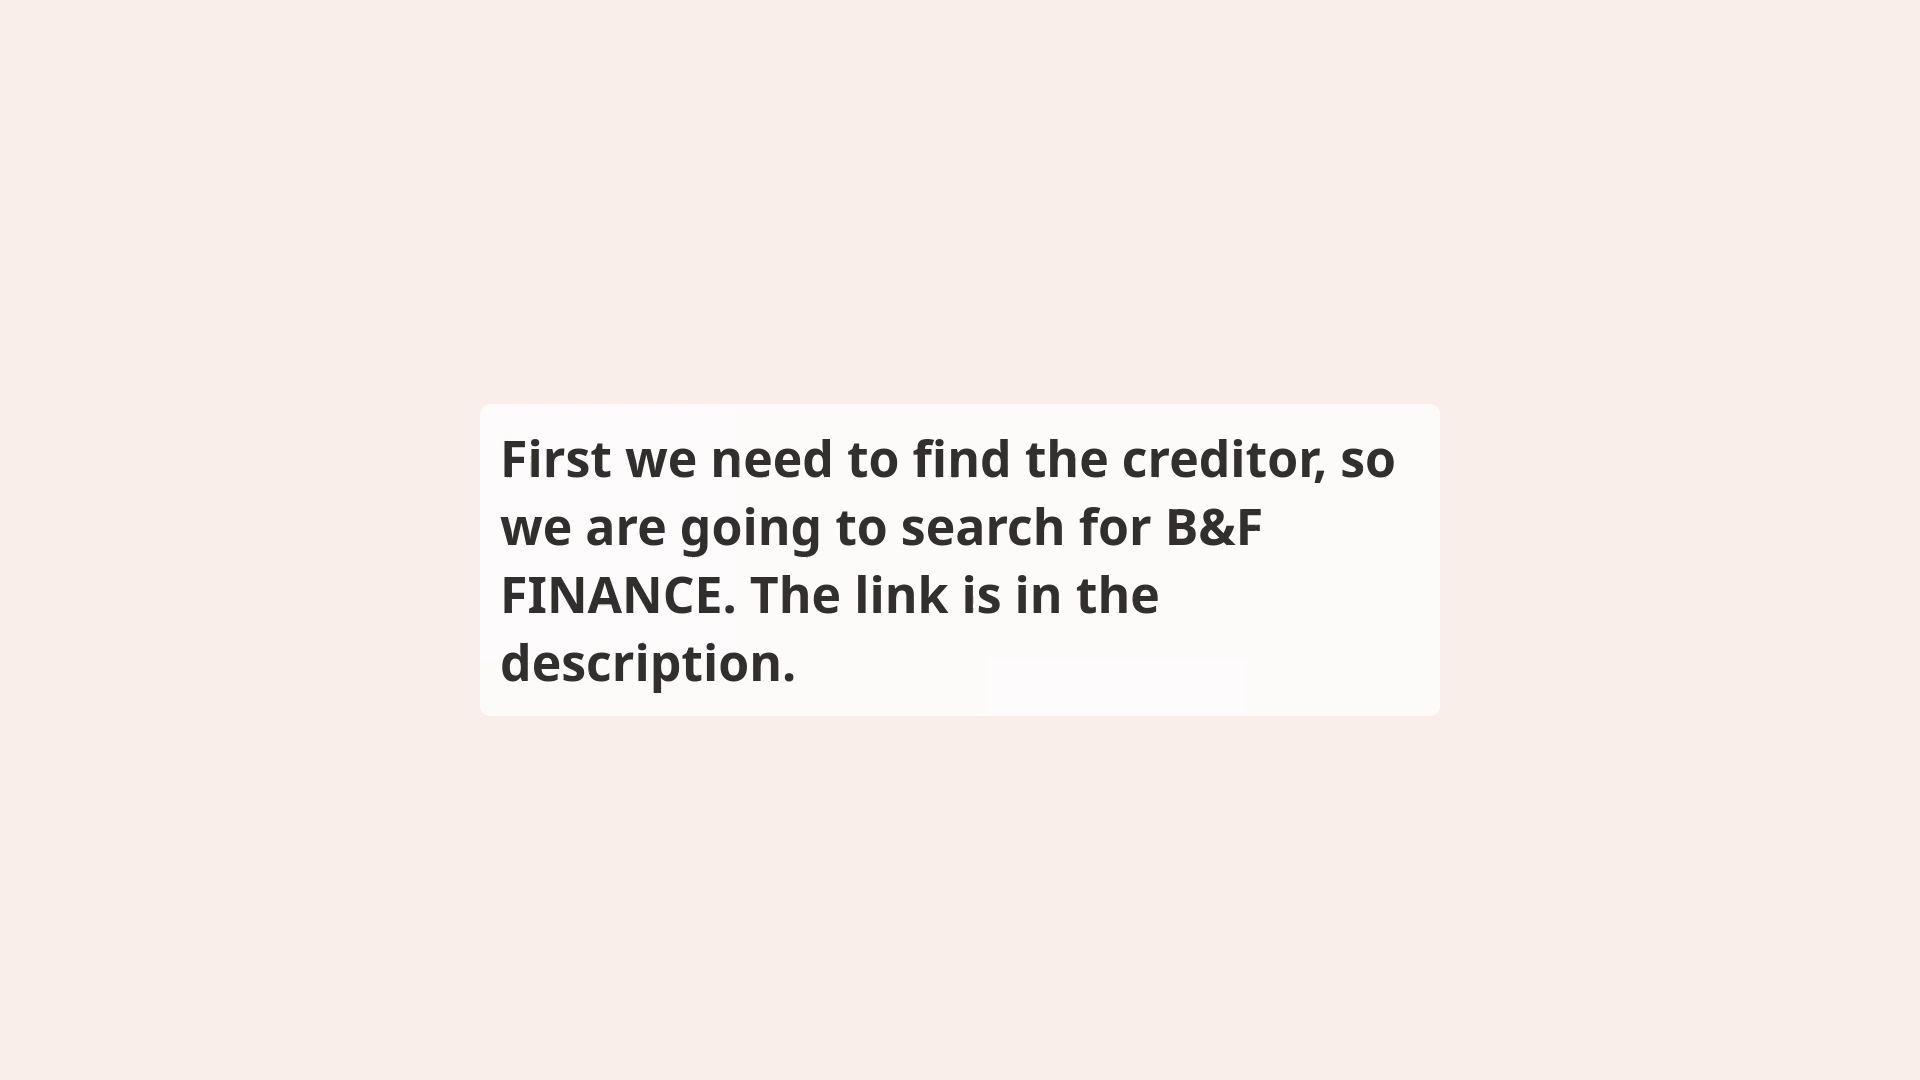 First we need to find the creditor, so
we are going to search for B&F
FINANCE. The link is in the
description.